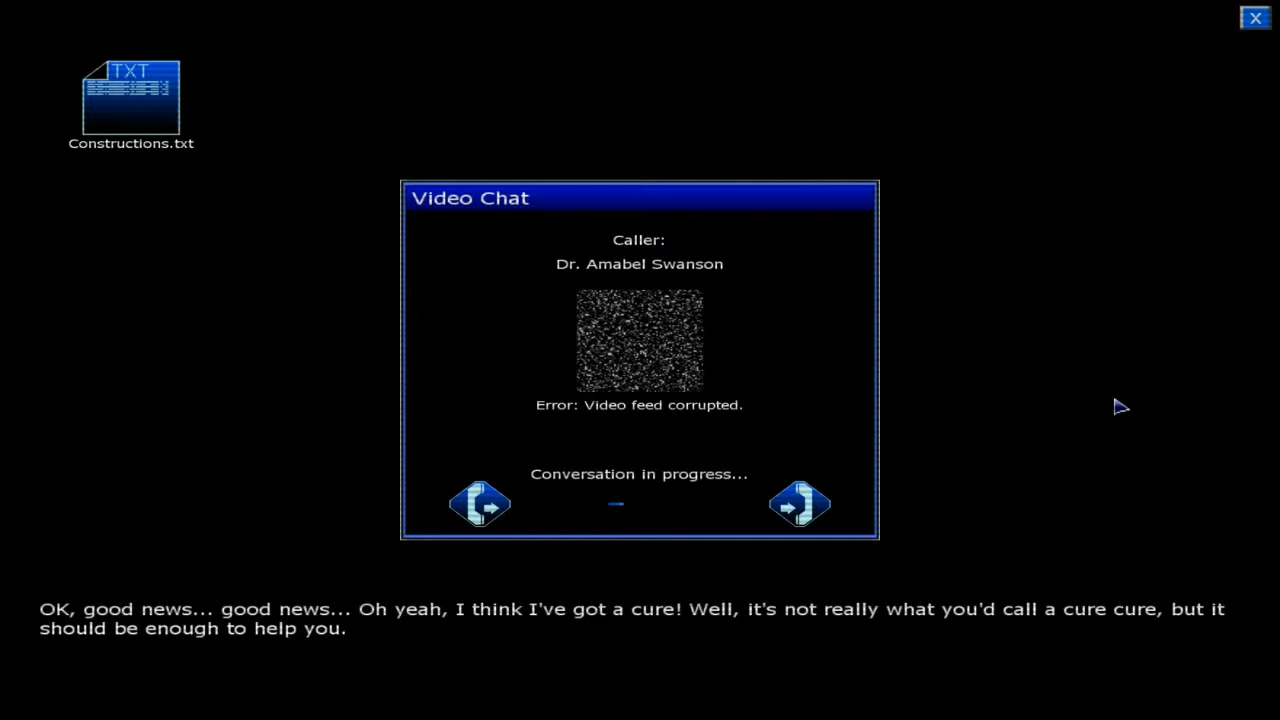 X
TXT
Constructions.txt
Video Chat
Caller:
Dr. Amabel Swanson
Error: Video feed corrupted.
Conversation in progress...
OK, good news... good news... Oh yeah, I think I've got a cure! Well, it's not really what you'd call a cure cure, but it
should be enough to help you.